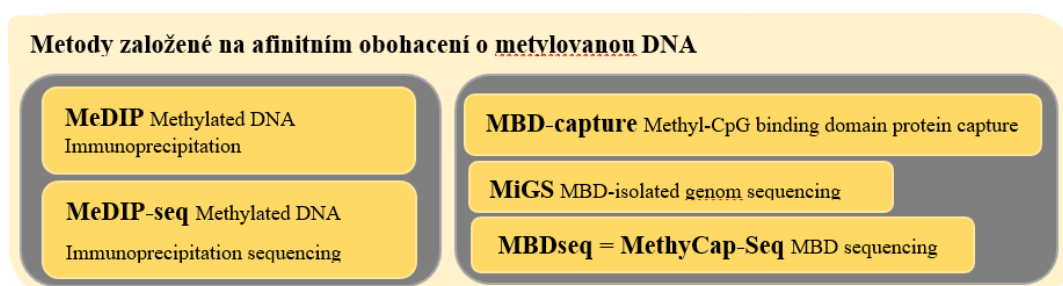 Metody založené na afinitním obohacení o metylovanou DNA
MeDIP Methylated DNA
Immunoprecipitation
MeDIP-seq Methylated DNA
Immunoprecipitation sequencing
MBD-capture Methyl-CpG binding domain protein capture
MiGS MBD-isolated genom sequencing
MBDseq = MethyCap-Seq MBD sequencing